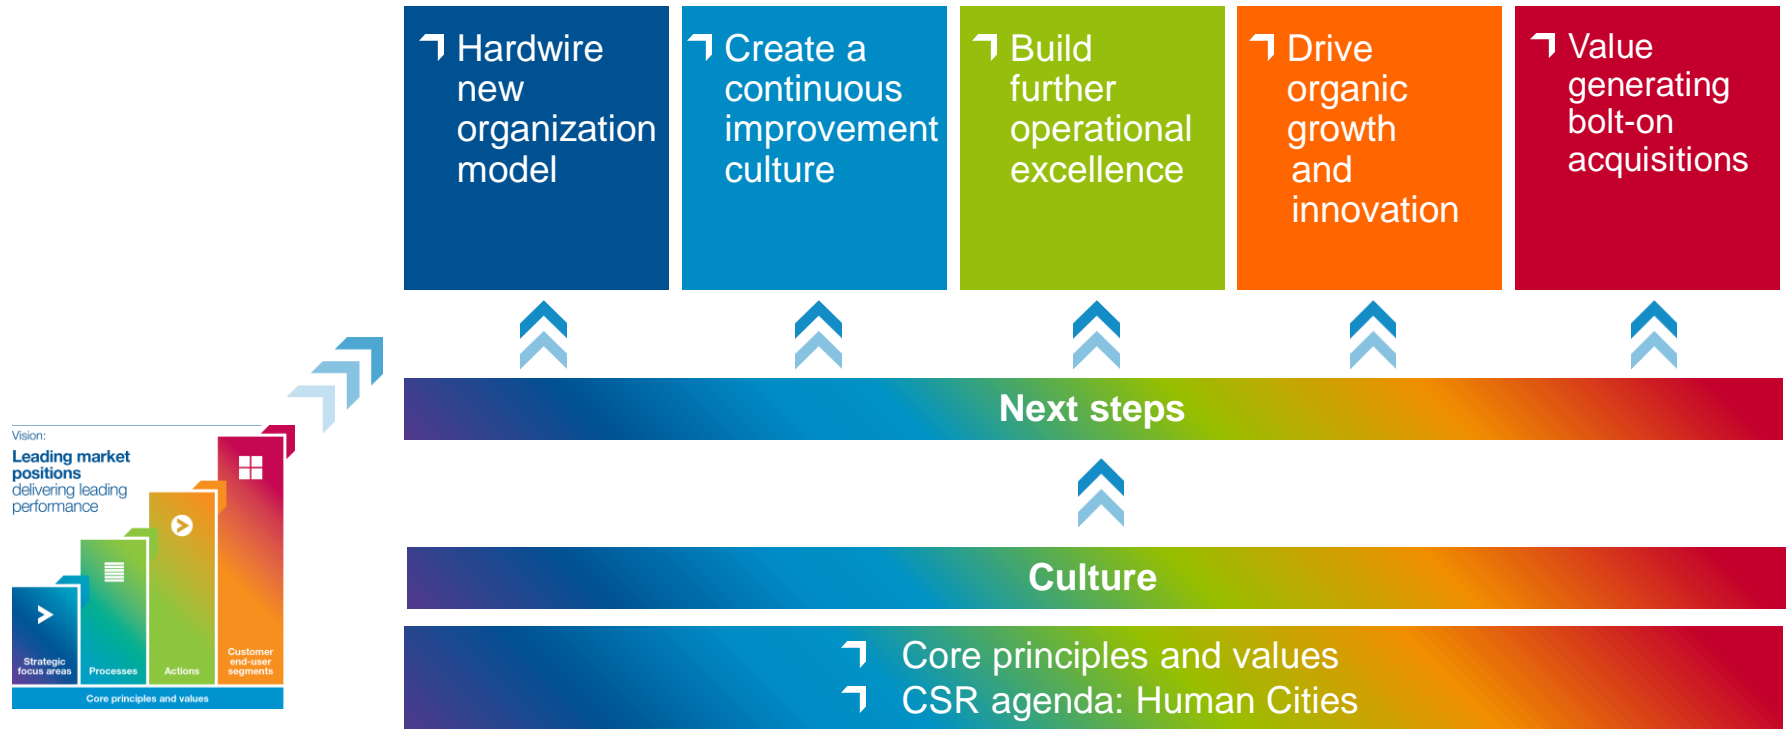 Hardwire
new
organization
model
Create a
continuous
improvement
culture
Build
further
operational
excellence
Drive
organic
growth
and
innovation
Value
generating
bolt-on
acquisitions
Next steps
Vision:
Leading market
positions
delivering leading
performance
Strategic
focus areas
Processes
Actions
Customer
end-user
segments
Core principles and values
Culture
Core principles and values
CSR agenda: Human Cities